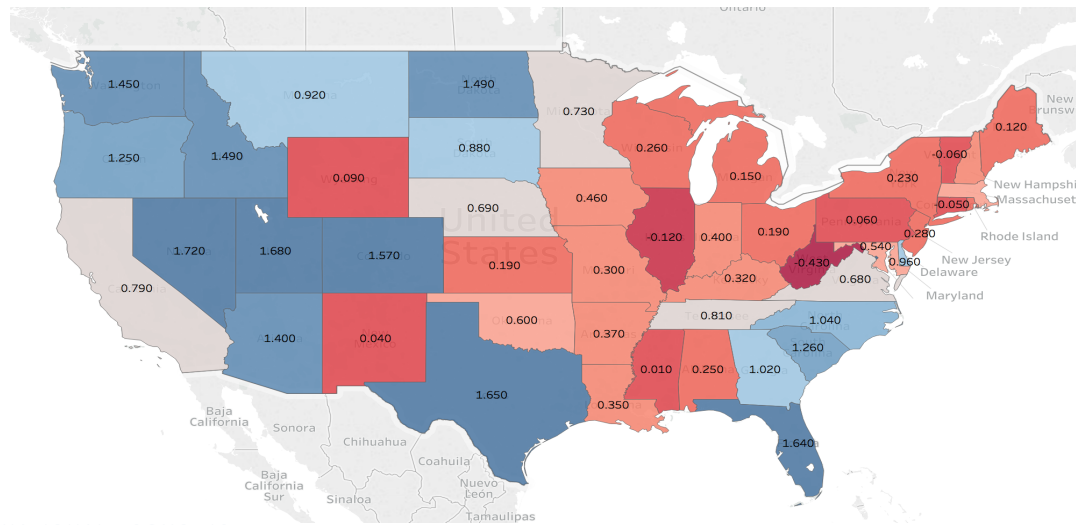 Ontario
1.450
0.920
1.490
0.730
New
Brunsw
0.120
1.250
1.490
0.880
0.260
0.150
-0.060
0.230
0.090
0.460
New Hampshi
Massachuset
-0.050
0.690
United
States
0.060
0.280
Rhode Island
1.720
1.680
1.570
-0.120
0.400
0.190
0.540
0.960
New Jersey
Delaware
Maryland
0.790
0.190
0.300
0.320
-0.430
0.680
1.400
0.040
0.600
0.370
0.810
1.040
1.260
0.010
0.250
1.020
1.650
0.350
1.640
Baja
California
Sonora
Chihuahua
Coahuila
Baja
California
Sur
Sinaloa
Nuevo
León
Tamaulipas